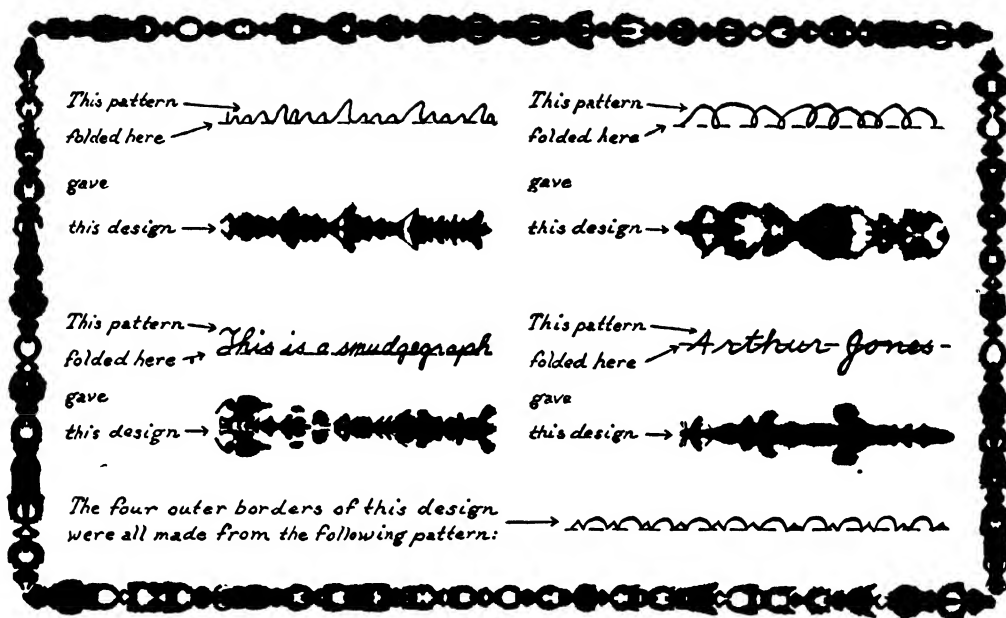 This pattern
folded here
gave
this design
This pattern
folded here
gave
this design
This pattern
folded here
This is a smudgegraph
gave
this design
This pattern
folded here
Arthur Jones
gave
this design
The four outer borders of this design
were all made from the following pattern: